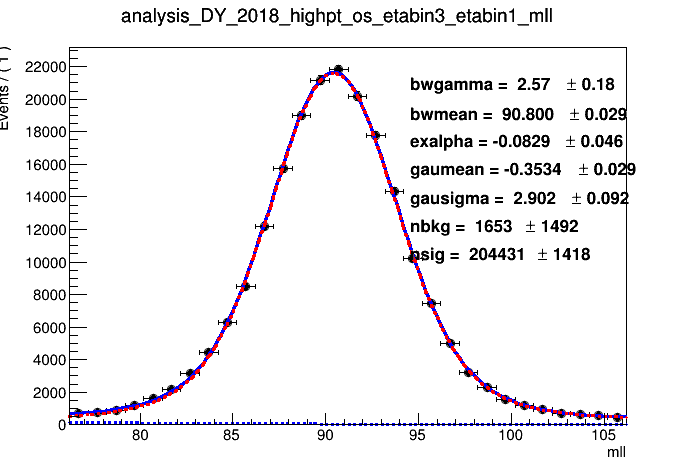 analysis_DY_2018_highpt_os_etabin3_etabin1_mll
Events / ( 1 )
22000
20000
18000
16000
14000
12000
10000
8000
6000
4000
2000
0
bwgamma = 2.57 ± 0.18
bwmean = 90.800 ± 0.029
exalpha = -0.0829 ± 0.046
gaumean = -0.3534 ± 0.029
gausigma = 2.902 ± 0.092
nbkg = 1653 ± 1492
nsig = 204431 ± 1418
80 85 90 95 100 105
mll